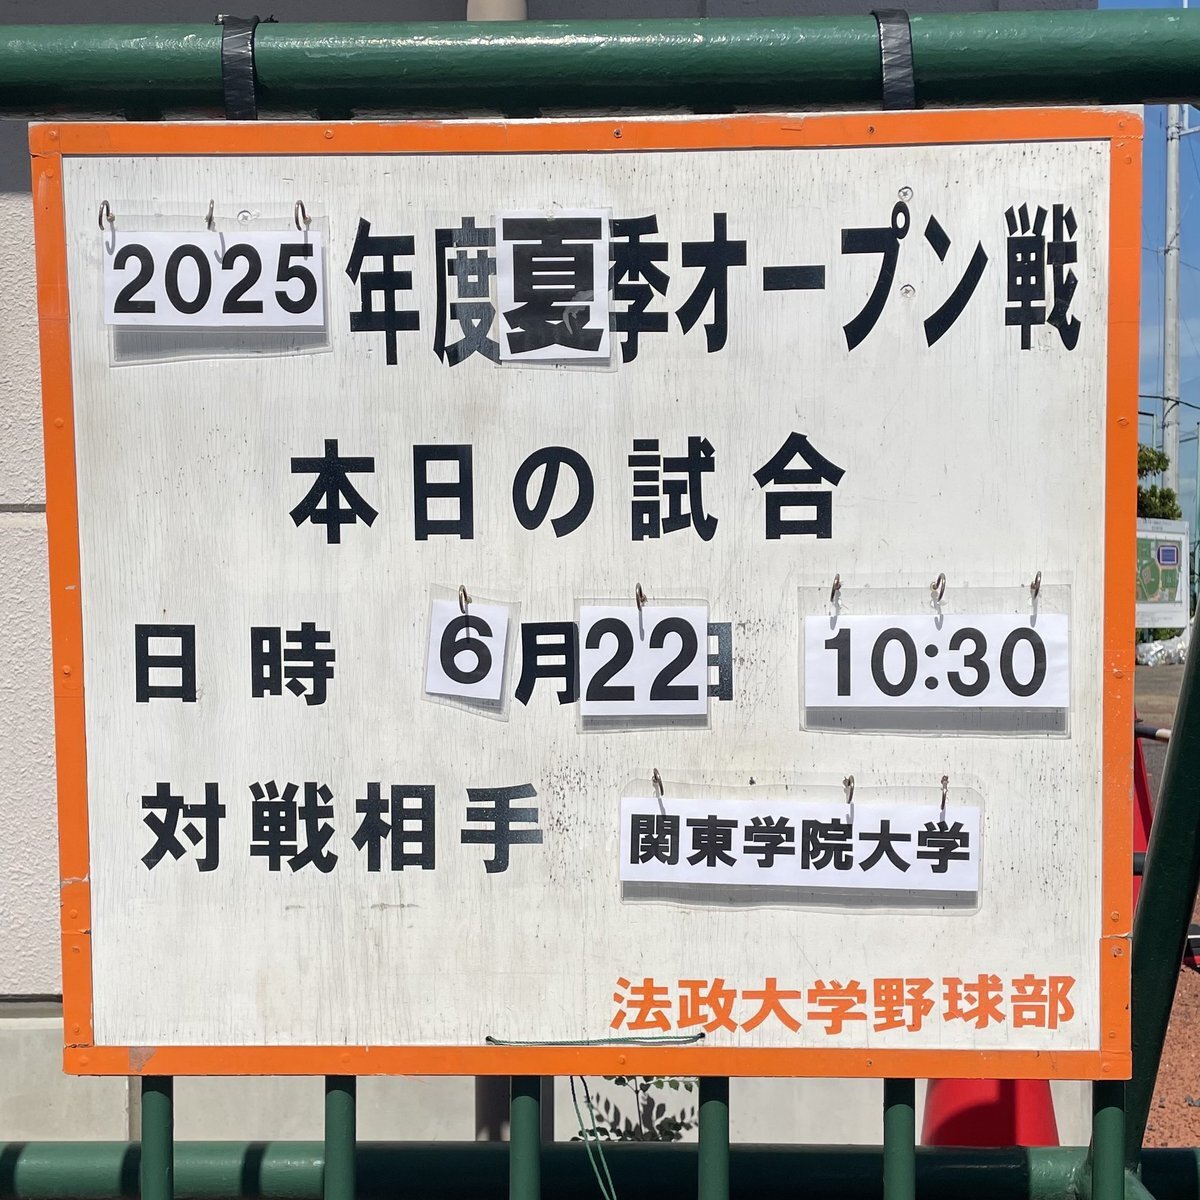 2025年度夏季オープン戦
本日の試合
日時 6月22日 10:30
対戦相手 関東学院大学
法政大学野球部